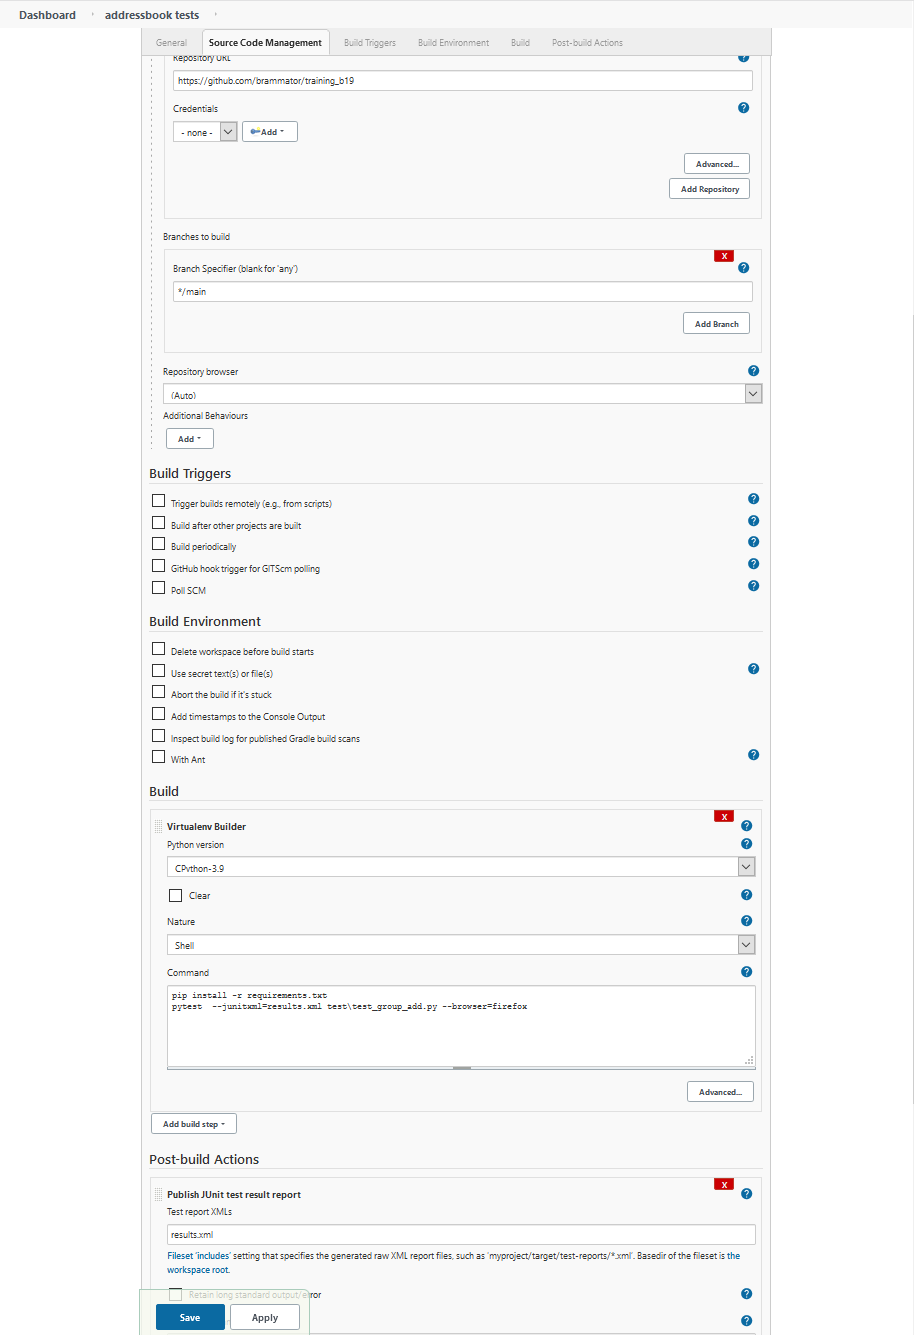 Dashboard
addressbook tests
General
Source Code Management
Build Triggers
Build Environment
Build
Post-build Actions
Repository URL
https://github.com/brammator/training_b19
Credentials
- none -
Add
Advanced...
Add Repository
Branches to build
X
Branch Specifier (blank for 'any')
*/main
Add Branch
Repository browser
(Auto)
Additional Behaviours
Add
Build Triggers
Trigger builds remotely (e.g., from scripts)
Build after other projects are built
Build periodically
GitHub hook trigger for GITScm polling
Poll SCM
Build Environment
Delete workspace before build starts
Use secret text(s) or file(s)
Abort the build if it's stuck
Add timestamps to the Console Output
Inspect build log for published Gradle build scans
With Ant
Build
X
Virtualenv Builder
Python version
CPython-3.9
Clear
Nature
Shell
Command
pip install -r requirements.txt
pytest  --junitxml=results.xml test\test_group_add.py --browser=firefox
Advanced...
Add build step
Post-build Actions
X
Publish JUnit test result report
Test report XMLs
results.xml
Fileset 'includes' setting that specifies the generated raw XML report files, such as 'myproject/target/test-reports/*.xml'. Basedir of the fileset is the
workspace root.
Retain long standard output/error
Save
Apply